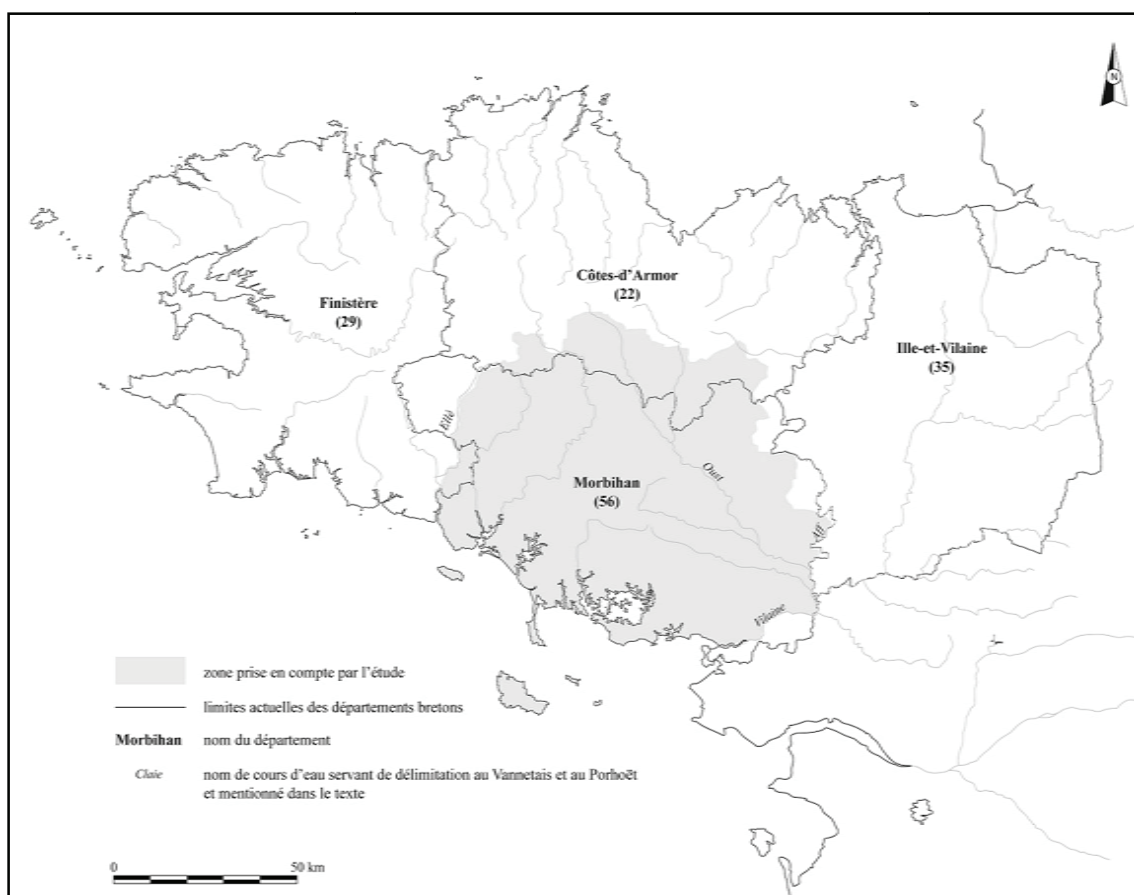 N
Côtes-d'Armor
(22)
Finistère
(29)
Ille-et-Vilaine
(35)
Ellé
Oust
Morbihan
(56)
Aff
Vilaine
zone prise en compte par l'étude
limites actuelles des départements bretons
Morbihan nom du département
Claie nom de cours d'eau servant de délimitation au Vannetais et au Porhoët
et mentionné dans le texte
0 50 km